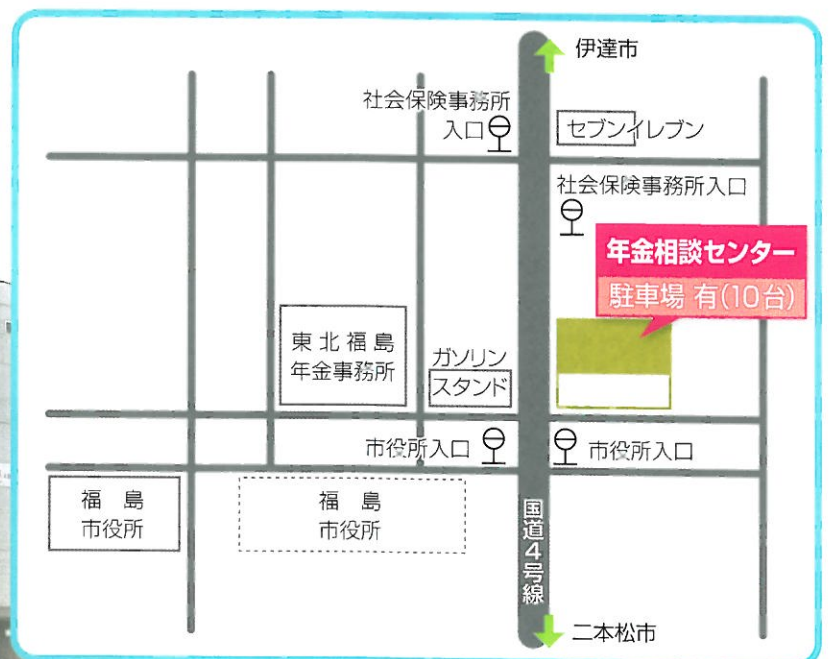 伊達市
社会保険事務所
入口
セブンイレブン
社会保険事務所入口
年金相談センター
駐車場 有(10台)
東北福島
年金事務所
ガソリン
スタンド
市役所入口
市役所入口
福島
市役所
福島
市役所
国道4号線
二本松市